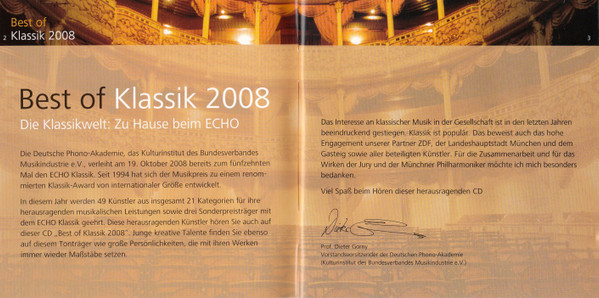 Best of
2 Klassik 2008
3
Best of Klassik 2008
Die Klassikwelt: Zu Hause beim ECHO
Die Deutsche Phono-Akademie, das Kulturinstitut des Bundesverbandes
Musikindustrie e.V., verleiht am 19. Oktober 2008 bereits zum fünfzehnten
Mal den ECHO Klassik. Seit 1994 hat sich der Musikpreis zu einem renom-
mierten Klassik-Award von internationaler Größe entwickelt.
In diesem Jahr werden 49 Künstler aus insgesamt 21 Kategorien für ihre
herausragenden musikalischen Leistungen sowie drei Sonderpreisträger mit
dem ECHO Klassik geehrt. Diese herausragenden Künstler hören Sie auch auf
dieser CD „Best of Klassik 2008". Junge kreative Talente finden Sie ebenso
auf diesem Tonträger wie große Persönlichkeiten, die mit ihren Werken
immer wieder Maßstäbe setzen.
Das Interesse an klassischer Musik in der Gesellschaft ist in den letzten Jahren
beeindruckend gestiegen. Klassik ist populär. Das beweist auch das hohe
Engagement unserer Partner ZDF, der Landeshauptstadt München und dem
Gasteig sowie aller beteiligten Künstler. Für die Zusammenarbeit und für das
Wirken der Jury und der Münchner Philharmoniker möchte ich mich besonders
bedanken.
Viel Spaß beim Hören dieser herausragenden CD
Prof. Dieter Gorny
Vorstandsvorsitzender der Deutschen Phono-Akademie
(Kulturinstitut des Bundesverbandes Musikindustrie e.V.)